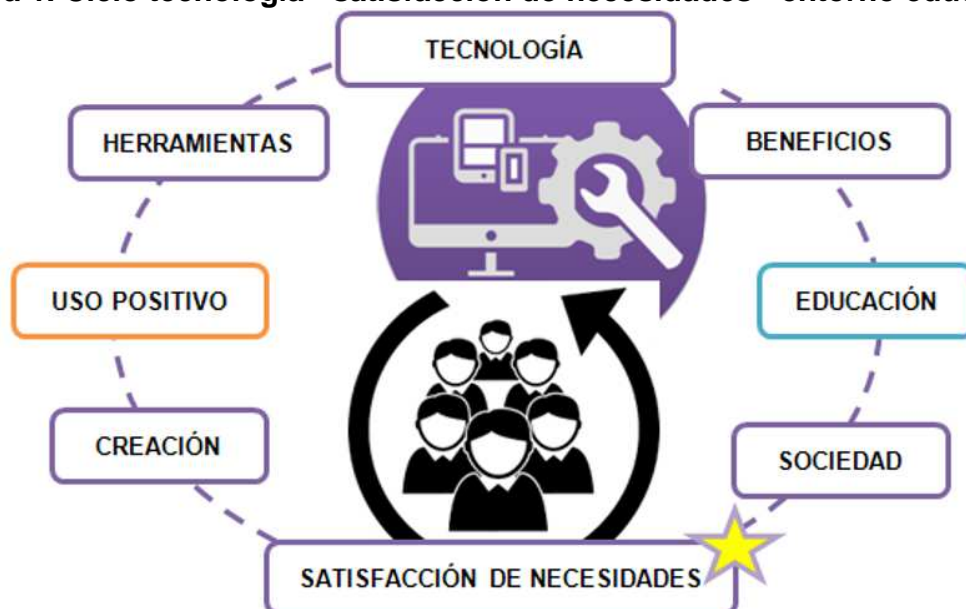 TECNOLOGÍA
HERRAMIENTAS
BENEFICIOS
USO POSITIVO
EDUCACIÓN
CREACIÓN
SOCIEDAD
SATISFACCIÓN DE NECESIDADES